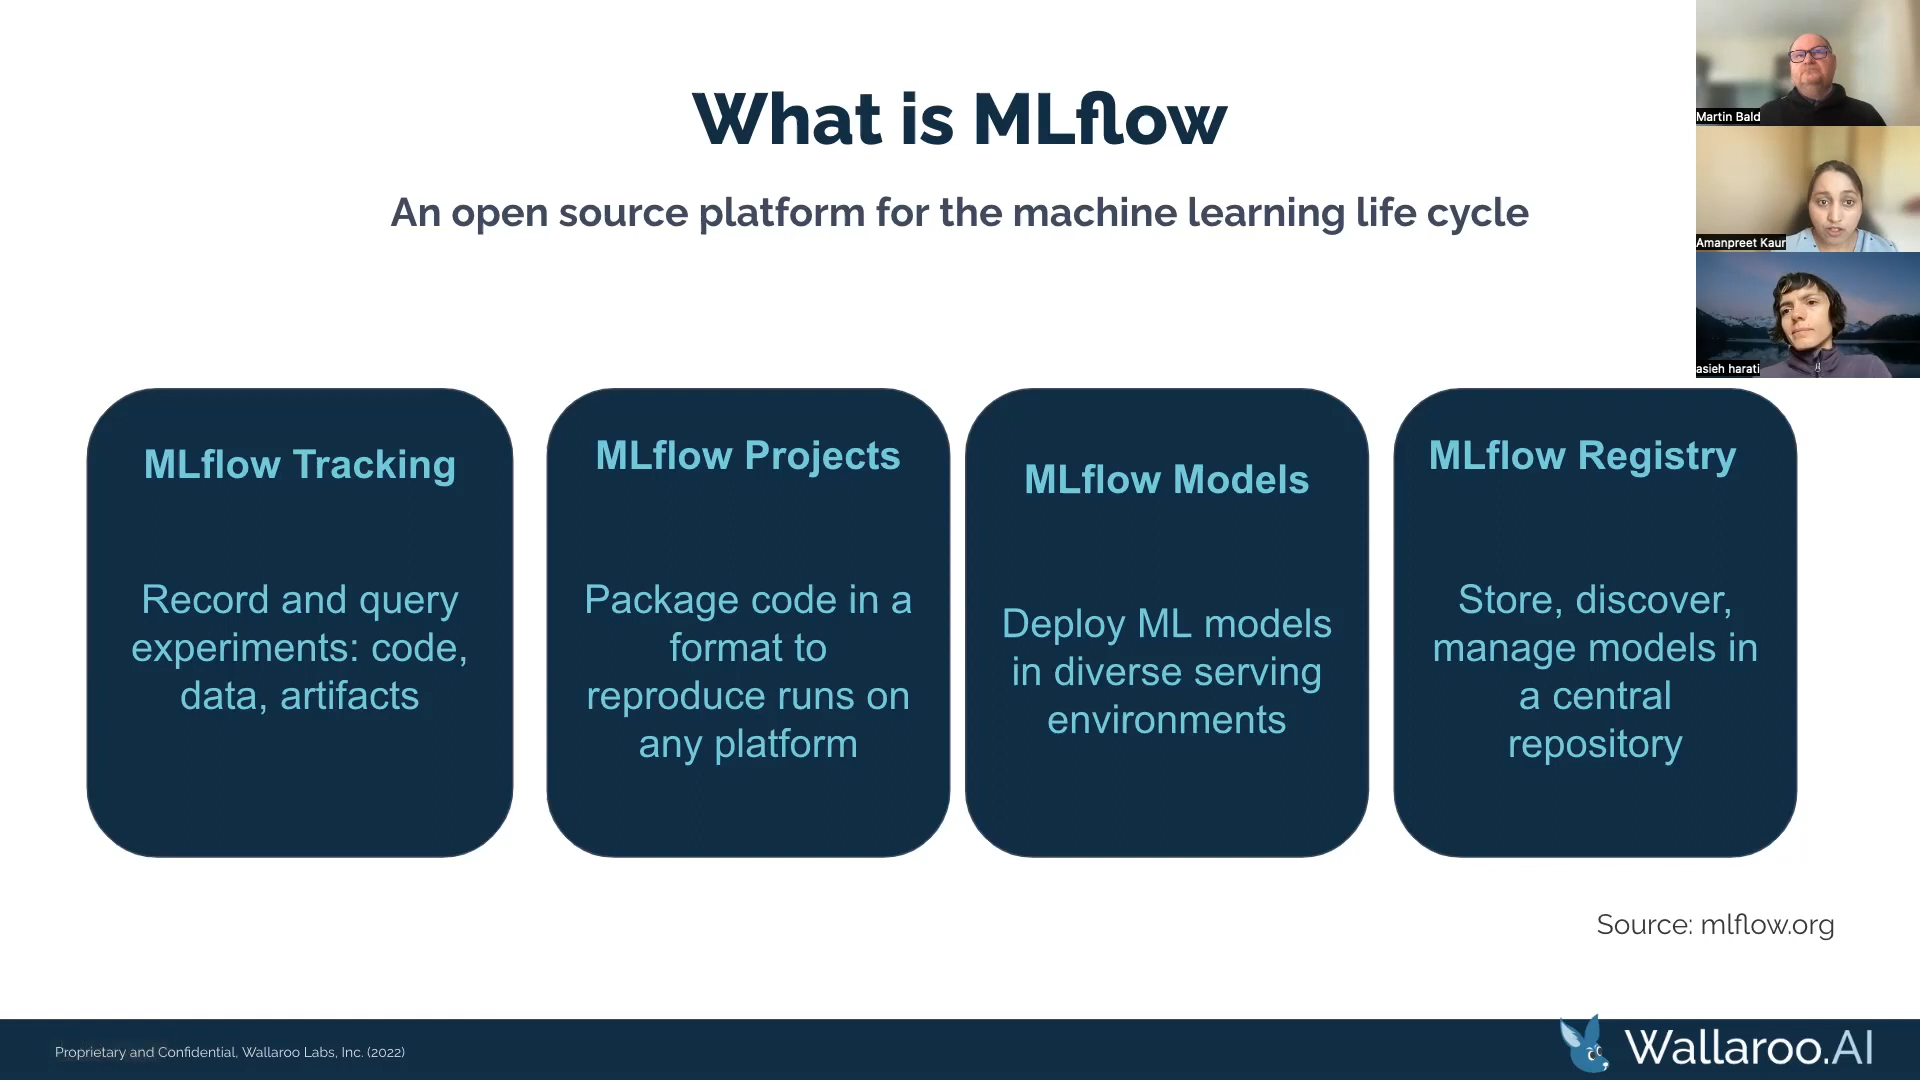 What is MLflow
An open source platform for the machine learning life cycle
Martin Bald
Amanpreet Kaur
asieh harati
MLflow Tracking
Record and query
experiments: code,
data, artifacts
MLflow Projects
Package code in a
format to
reproduce runs on
any platform
MLflow Models
Deploy ML models
in diverse serving
environments
MLflow Registry
Store, discover,
manage models in
a central
repository
Source: mlflow.org
Proprietary and Confidential, Wallaroo Labs, Inc. (2022)
Wallaroo.AI